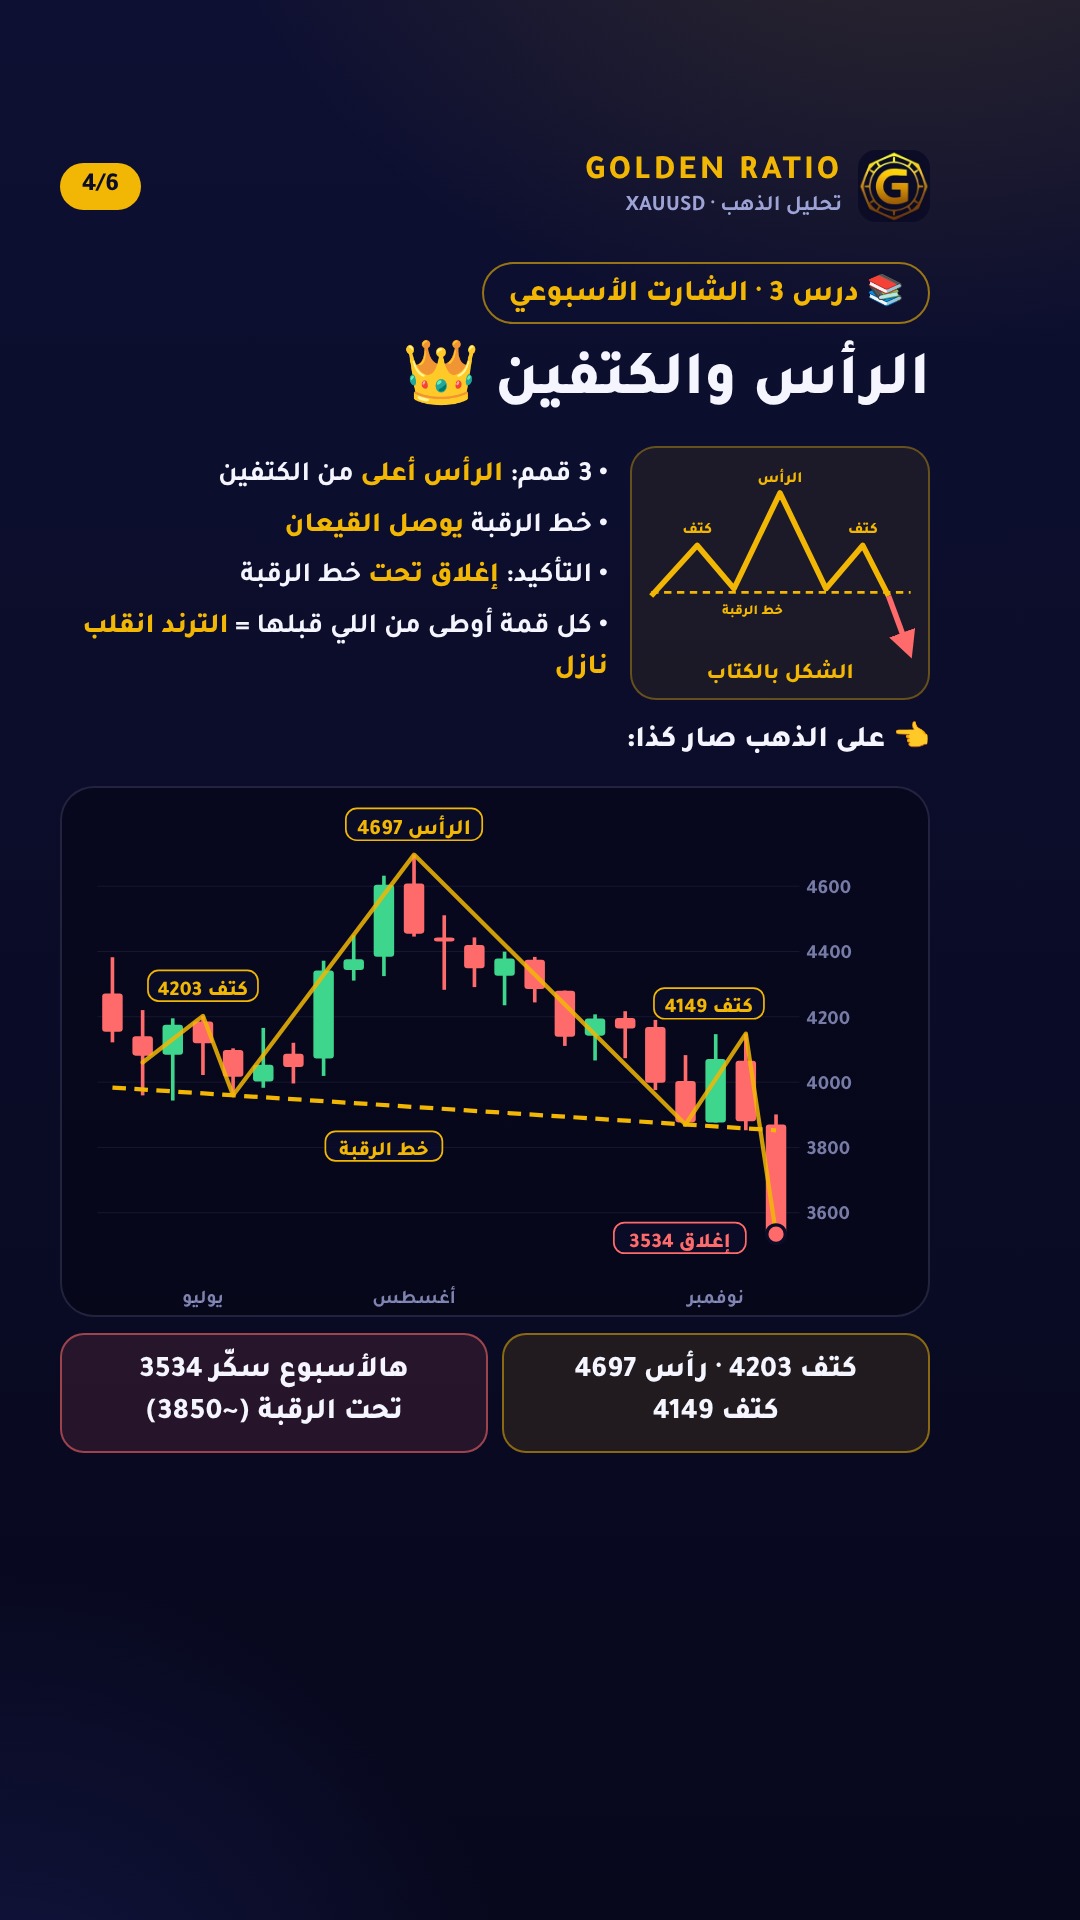 GOLDEN RATIO
تحليل الذهب · XAUUSD
4/6
📚 درس 3 · الشارت الأسبوعي
الرأس والكتفين 👑
الرأس
كتف
كتف
خط الرقبة
الشكل بالكتاب
• 3 قمم: الرأس أعلى من الكتفين
• خط الرقبة يوصل القيعان
• التأكيد: إغلاق تحت خط الرقبة
• كل قمة أوطى من اللي قبلها = الترند انقلب
نازل
👈 على الذهب صار كذا:
الرأس 4697
4600
4400
كتف 4203
كتف 4149
4200
4000
خط الرقبة
3800
3600
إغلاق 3534
يوليو
أغسطس
نوفمبر
كتف 4203 · رأس 4697
كتف 4149
هالأسبوع سكّر 3534
تحت الرقبة (~3850)